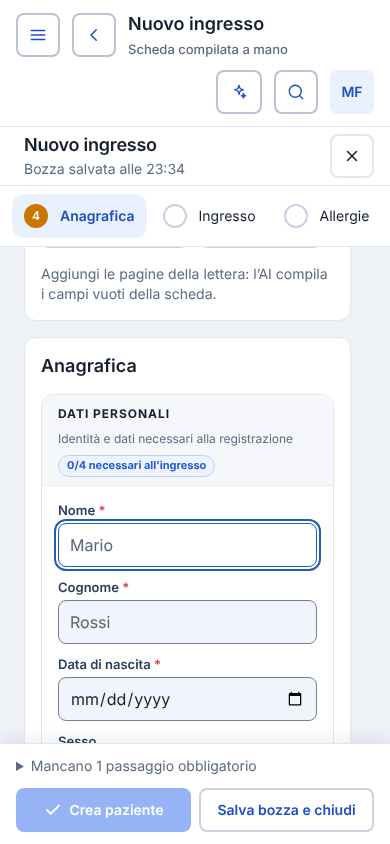 Nuovo ingresso
Scheda compilata a mano
MF
Nuovo ingresso
Bozza salvata alle 23:34
4 Anagrafica Ingresso Allergie
Aggiungi le pagine della lettera: l'AI compila
i campi vuoti della scheda.
Anagrafica
DATI PERSONALI
Identità e dati necessari alla registrazione
0/4 necessari all'ingresso
Nome *
Mario
Cognome *
Rossi
Data di nascita *
mm/dd/yyyy
Sesso
Mancano 1 passaggio obbligatorio
Crea paziente Salva bozza e chiudi